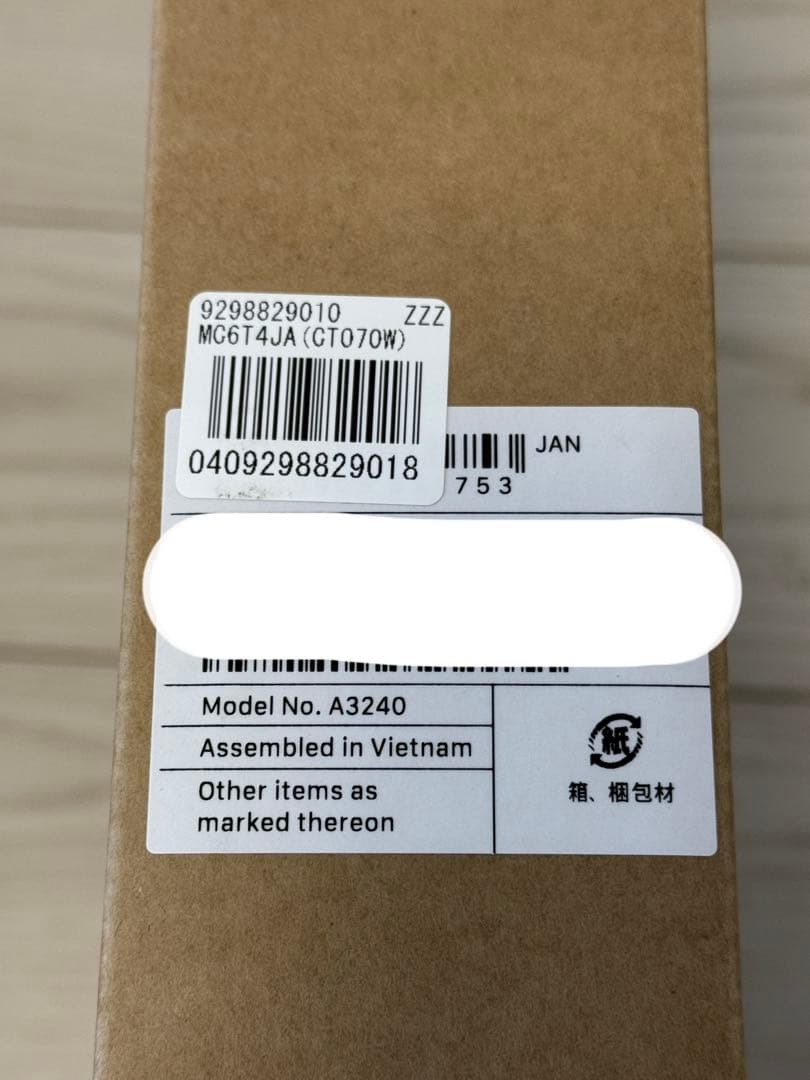 9298829010 ZZZ
MC6T4JA(CT070W)
0409298829018
JAN
753
Model No. A3240
Assembled in Vietnam
Other items as
marked thereon
紙
箱、梱包材